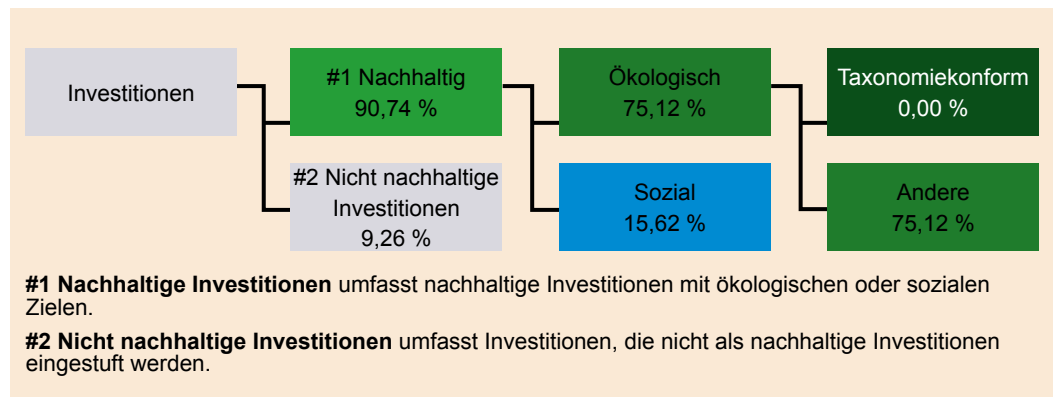 Investitionen
#1 Nachhaltig
90,74 %
Ökologisch
75,12 %
Taxonomiekonform
0,00 %
#2 Nicht nachhaltige
Investitionen
9,26 %
Sozial
15,62 %
Andere
75,12 %
#1 Nachhaltige Investitionen umfasst nachhaltige Investitionen mit ökologischen oder sozialen
Zielen.
#2 Nicht nachhaltige Investitionen umfasst Investitionen, die nicht als nachhaltige Investitionen
eingestuft werden.